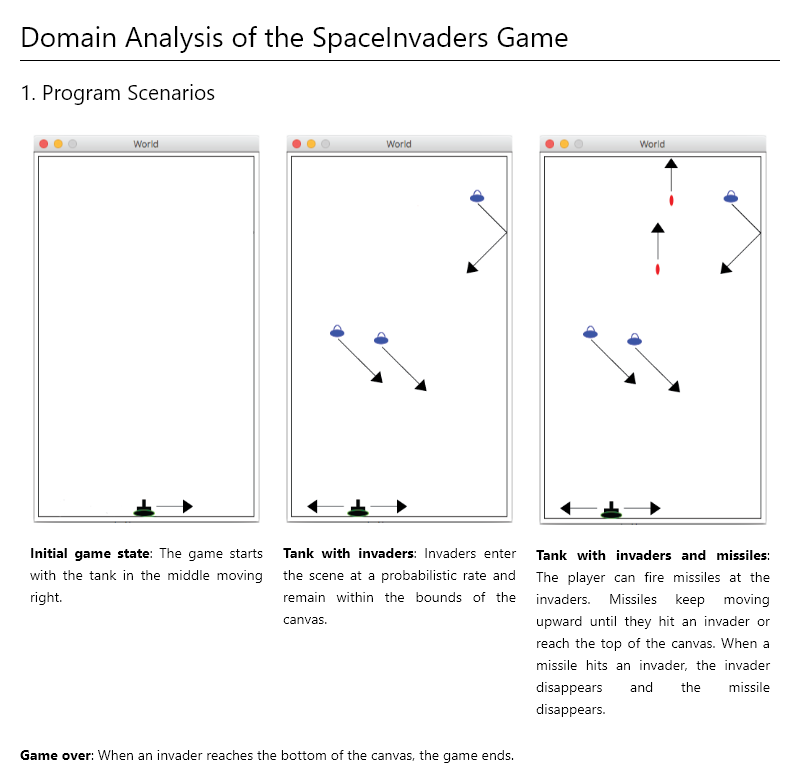 Domain Analysis of the SpaceInvaders Game
1. Program Scenarios
World
World
World
Initial game state: The game starts
with the tank in the middle moving
right.
Tank with invaders: Invaders enter
the scene at a probabilistic rate and
remain within the bounds of the
canvas.
Tank with invaders and missiles:
The player can fire missiles at the
invaders. Missiles keep moving
upward until they hit an invader or
reach the top of the canvas. When a
missile hits an invader, the invader
disappears and the missile
disappears.
Game over: When an invader reaches the bottom of the canvas, the game ends.